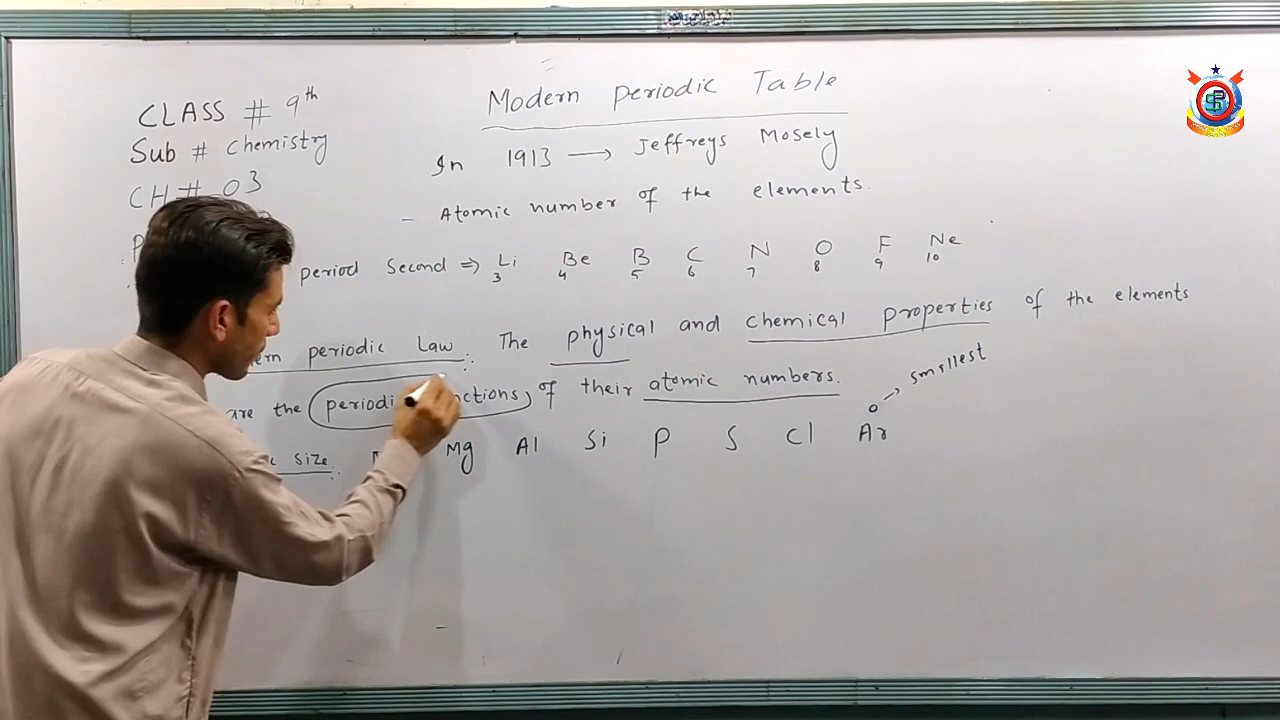 CLASS # 9th
Sub # chemistry
CH # 03
Modern periodic Table
In 1913 → Jeffreys Mosely
- Atomic number of the elements.
period second ⇒ Li Be B C N O F Ne
3 4 5 6 7 8 9 10
periodic Law :. The physical and chemical properties of the elements
are the of their atomic numbers.
smallest
size :. Mg Al Si P S Cl Ar